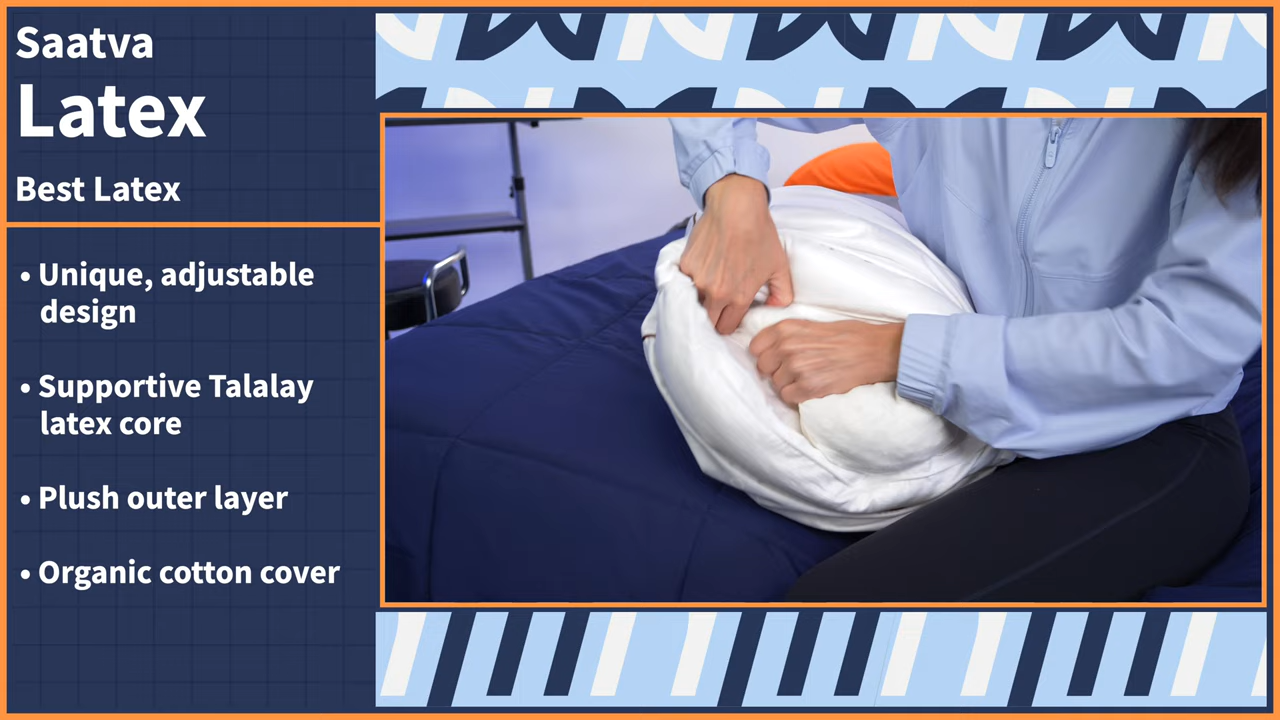 Saatva
Latex
Best Latex
• Unique, adjustable
design
• Supportive Talalay
latex core
• Plush outer layer
• Organic cotton cover